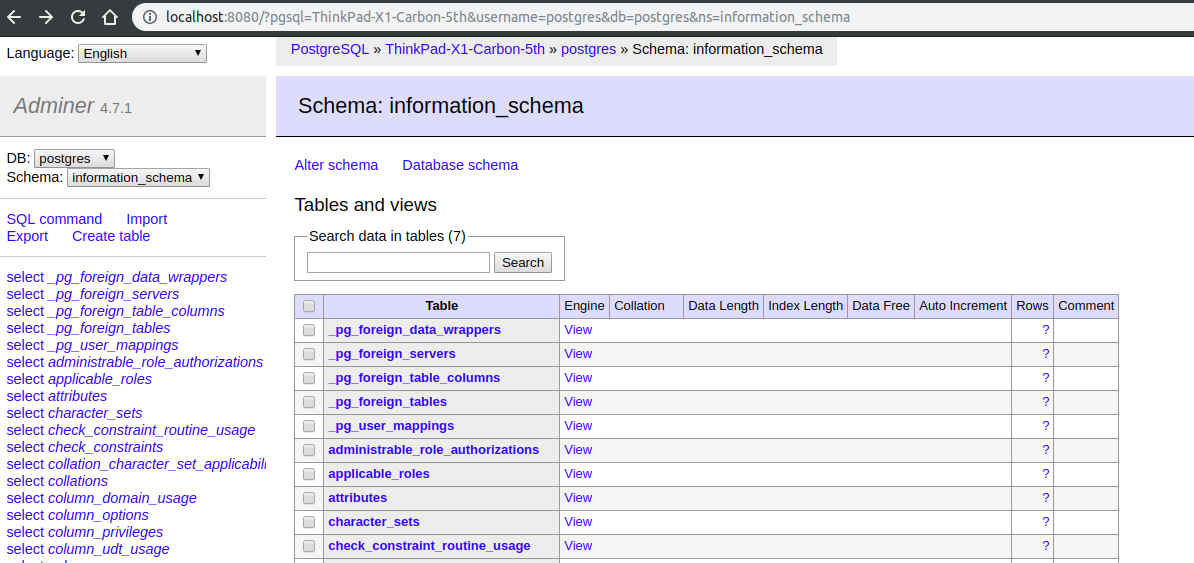 localhost:8080/?pgsql=ThinkPad-X1-Carbon-5th&username=postgres&db=postgres&ns=information_schema
Language: English
PostgreSQL » ThinkPad-X1-Carbon-5th » postgres » Schema: information_schema
Adminer 4.7.1
Schema: information_schema
DB: postgres
Schema: information_schema
SQL command Import
Export Create table
select _pg_foreign_data_wrappers
select _pg_foreign_servers
select _pg_foreign_table_columns
select _pg_foreign_tables
select _pg_user_mappings
select administrable_role_authorizations
select applicable_roles
select attributes
select character_sets
select check_constraint_routine_usage
select check_constraints
select collation_character_set_applicabili
select collations
select column_domain_usage
select column_options
select column_privileges
select column_udt_usage
Alter schema Database schema
Tables and views
Search data in tables (7)
Search
Table Engine Collation Data Length Index Length Data Free Auto Increment Rows Comment
_pg_foreign_data_wrappers View ?
_pg_foreign_servers View ?
_pg_foreign_table_columns View ?
_pg_foreign_tables View ?
_pg_user_mappings View ?
administrable_role_authorizations View ?
applicable_roles View ?
attributes View ?
character_sets View ?
check_constraint_routine_usage View ?